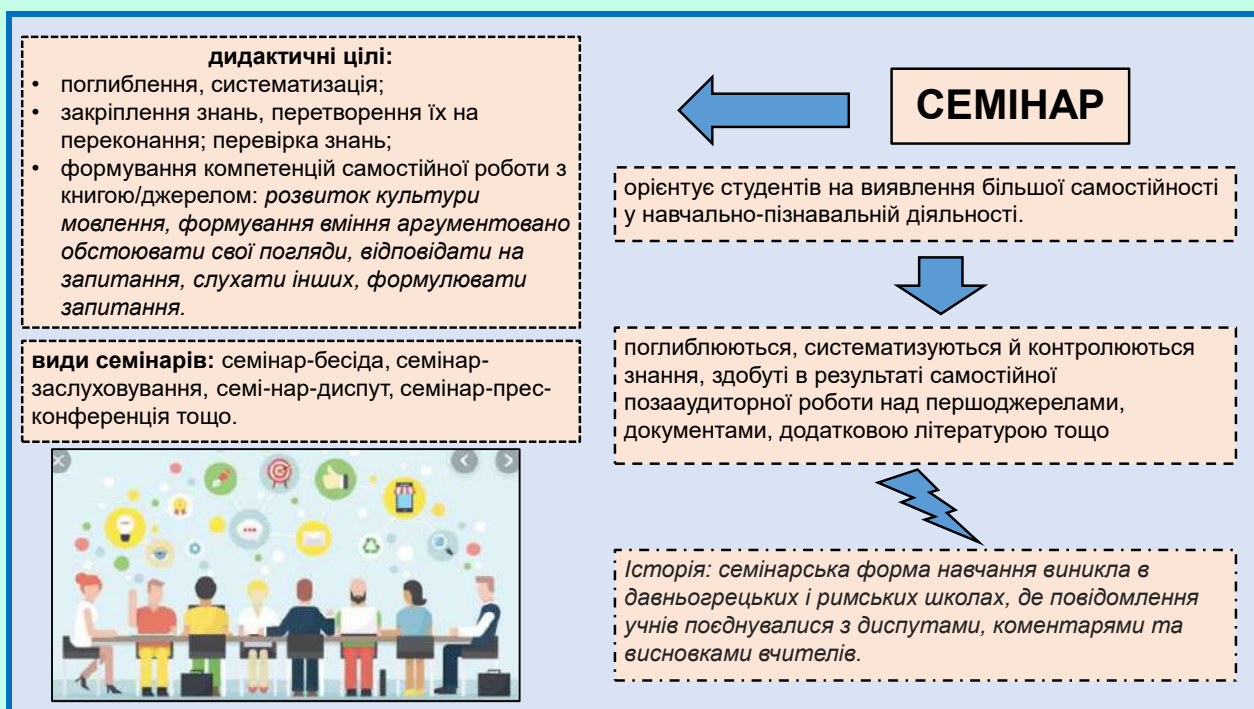 дидактичні цілі:
• поглиблення, систематизація;
• закріплення знань, перетворення їх на
переконання; перевірка знань;
• формування компетенцій самостійної роботи з
книгою/джерелом: розвиток культури
мовлення, формування вміння аргументовано
обстоювати свої погляди, відповідати на
запитання, слухати інших, формулювати
запитання.
види семінарів: семінар-бесіда, семінар-
заслуховування, семі-нар-диспут, семінар-прес-
конференція тощо.
СЕМІНАР
орієнтує студентів на виявлення більшої самостійності
у навчально-пізнавальній діяльності.
поглиблюються, систематизуються й контролюються
знання, здобуті в результаті самостійної
позааудиторної роботи над першоджерелами,
документами, додатковою літературою тощо
Історія: семінарська форма навчання виникла в
давньогрецьких і римських школах, де повідомлення
учнів поєднувалися з диспутами, коментарями та
висновками вчителів.